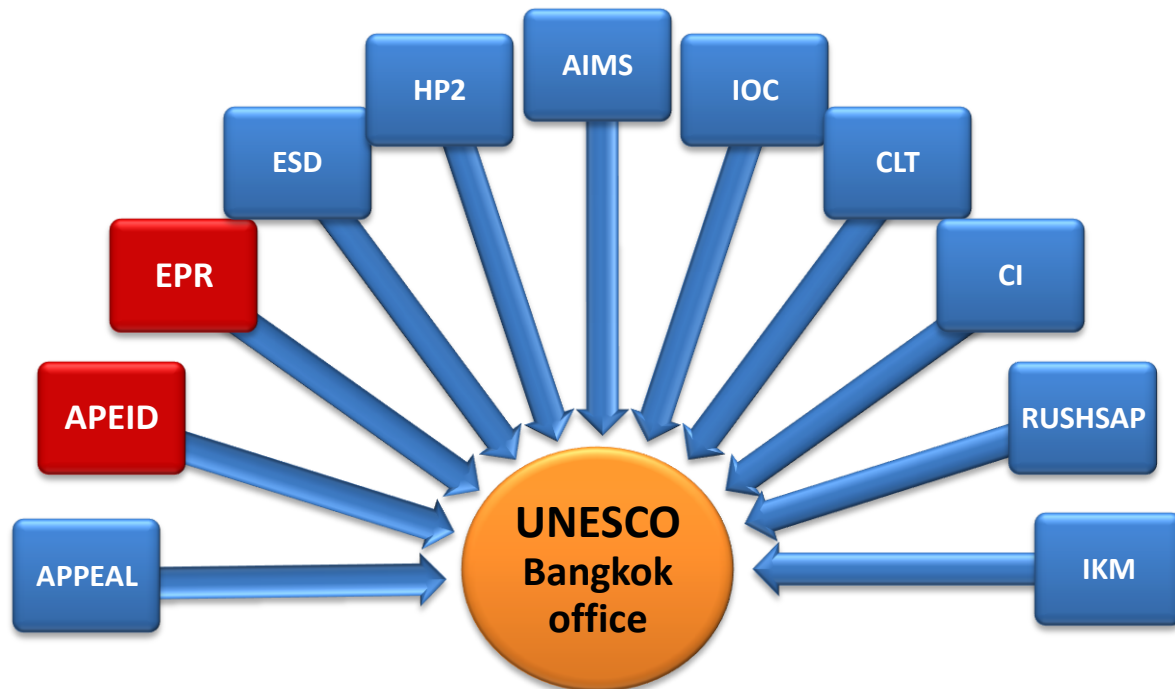 AIMS
HP2
IOC
ESD
CLT
EPR
CI
APEID
RUSHSAP
APPEAL
IKM
UNESCO
Bangkok
office